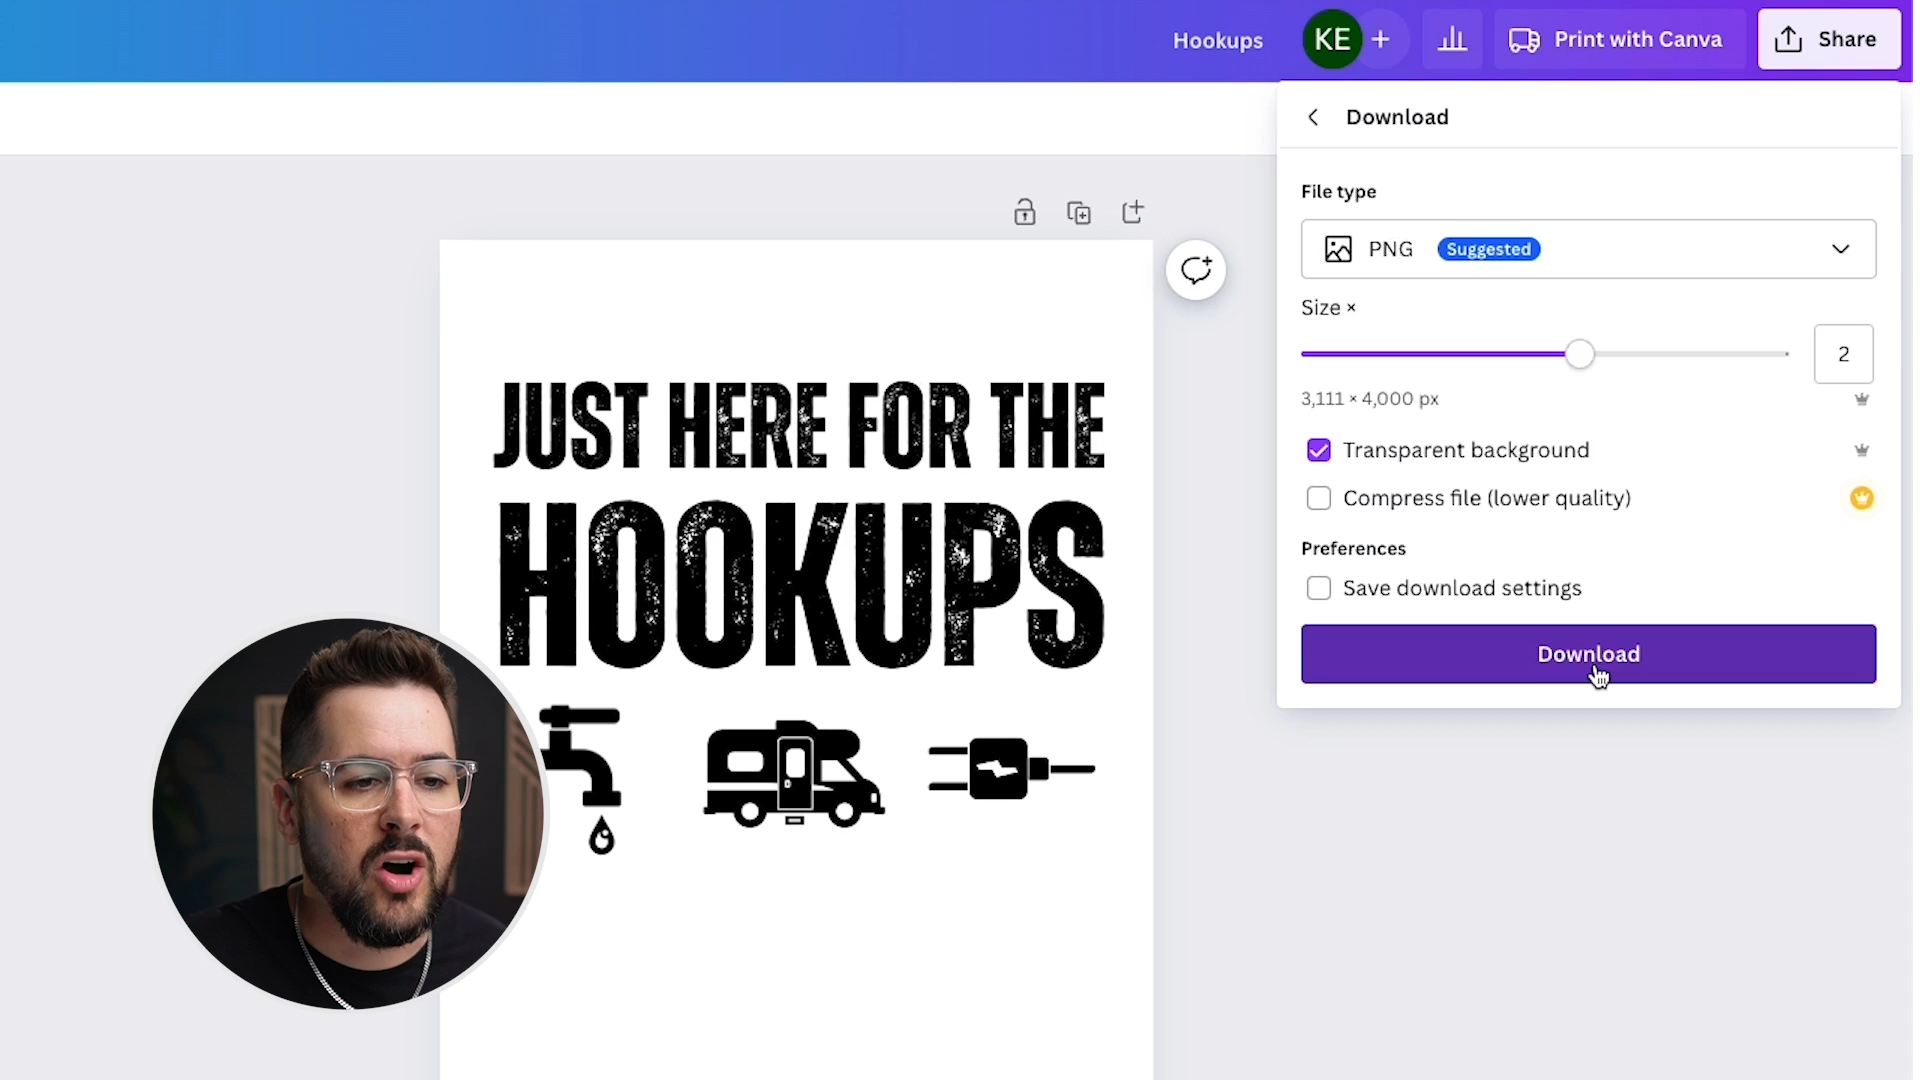 Hookups
KE
+
Print with Canva
Share
Download
File type
PNG
Suggested
Size ×
2
3,111 × 4,000 px
Transparent background
Compress file (lower quality)
Preferences
Save download settings
Download
JUST HERE FOR THE
HOOKUPS